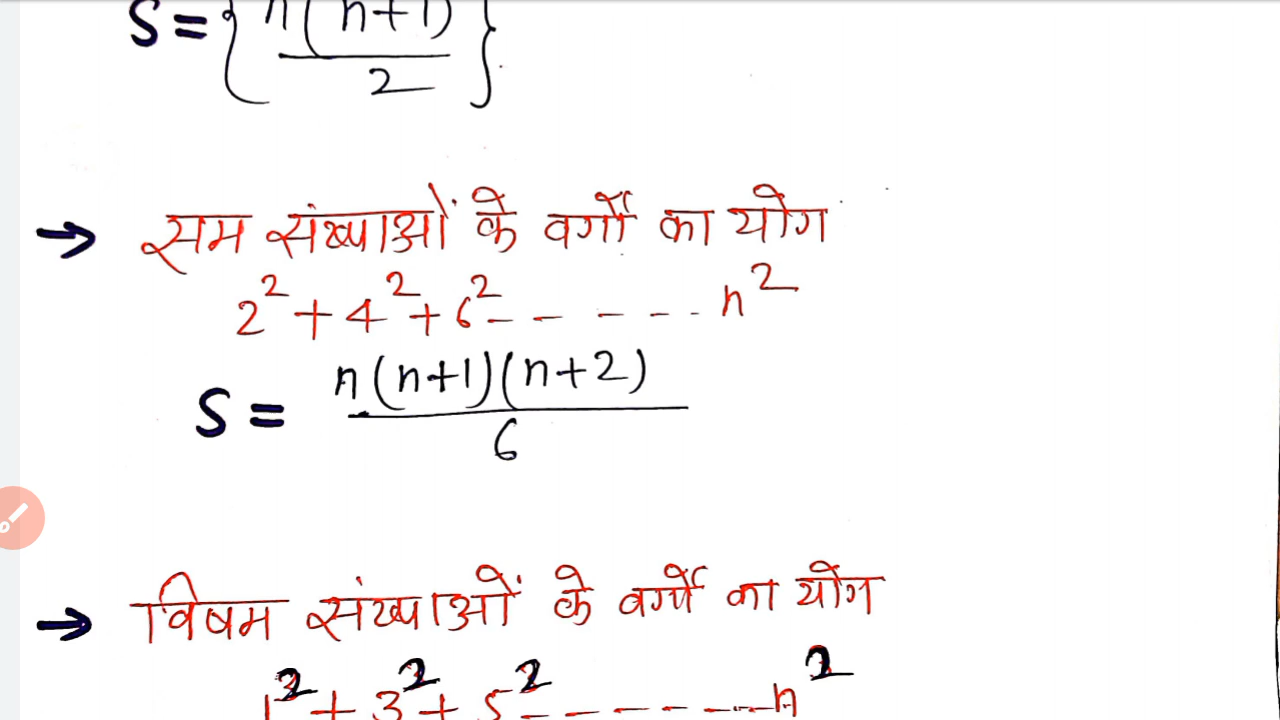 S = { n(n+1) / 2 }
→ सम संख्याओं के वर्गों का योग
2² + 4² + 6² - - - - - n²
S = n(n+1)(n+2) / 6
→ विषम संख्याओं के वर्गों का योग
1² + 3² + 5² - - - - - - n²